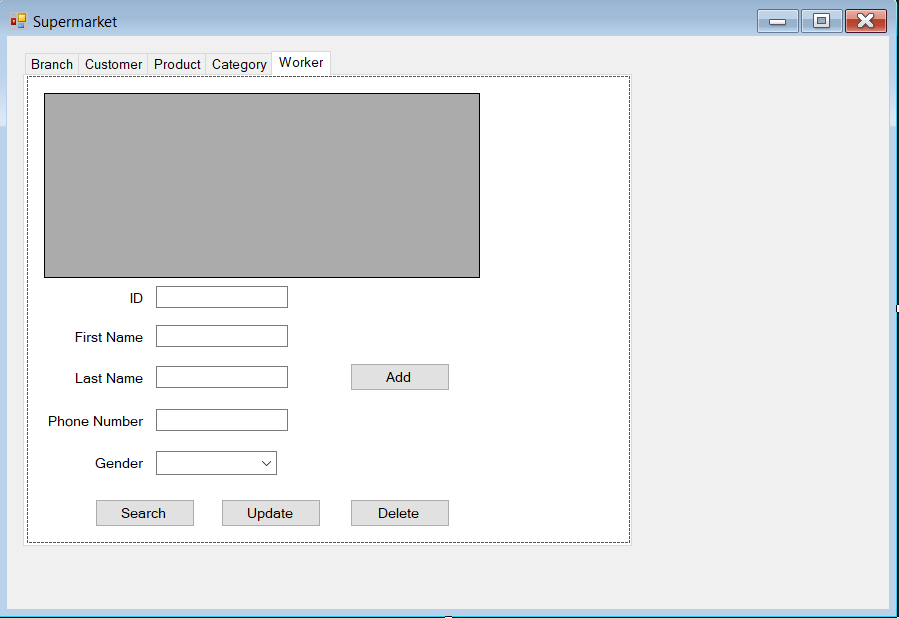 Supermarket
Branch Customer Product Category Worker
ID
First Name
Last Name
Add
Phone Number
Gender
Search Update Delete